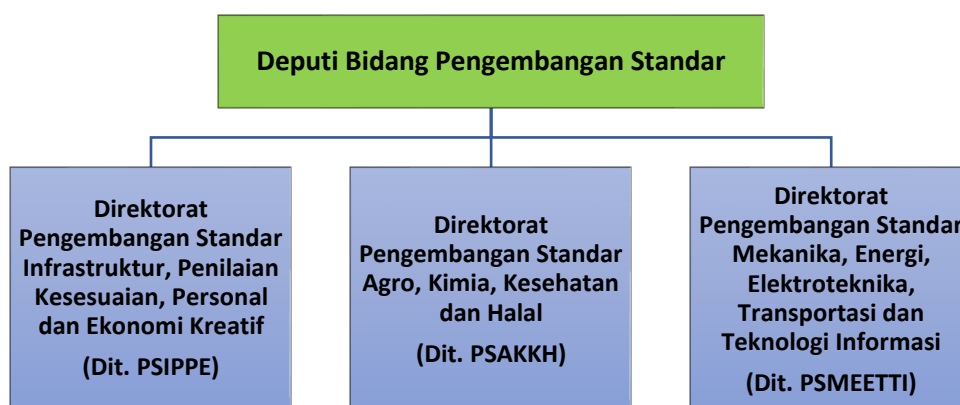 Deputi Bidang Pengembangan Standar
Direktorat
Pengembangan Standar
Infrastruktur, Penilaian
Kesesuaian, Personal
dan Ekonomi Kreatif
(Dit. PSIPPE)
Direktorat
Pengembangan Standar
Agro, Kimia, Kesehatan
dan Halal
(Dit. PSAKKH)
Direktorat
Pengembangan Standar
Mekanika, Energi,
Elektroteknika,
Transportasi dan
Teknologi Informasi
(Dit. PSMEETTI)